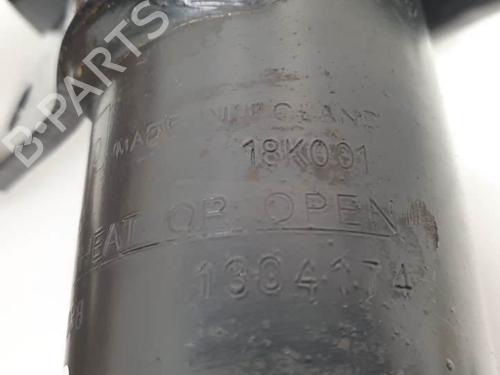 MADE IN POLAND
18K001
HEAT OR OPEN
1304174
B-PARTS